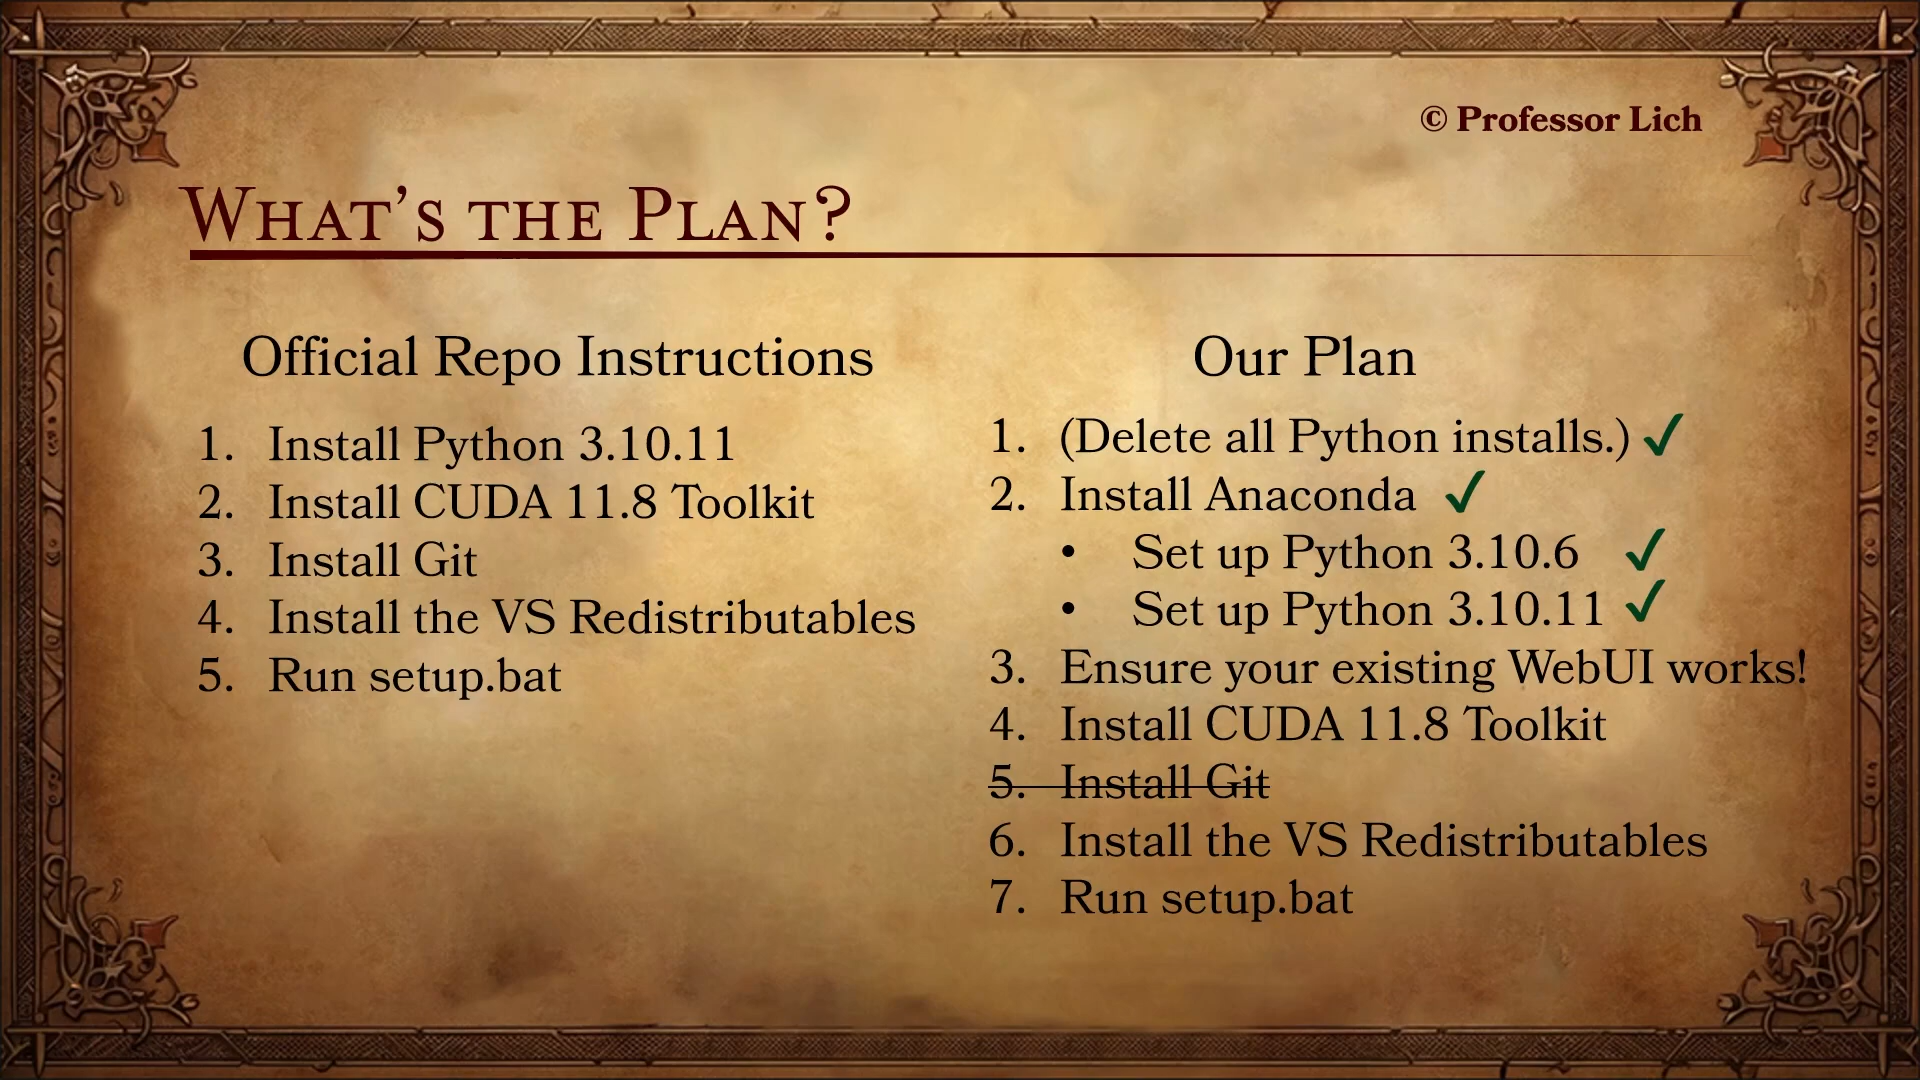 © Professor Lich
What's the Plan?
Official Repo Instructions
1. Install Python 3.10.11
2. Install CUDA 11.8 Toolkit
3. Install Git
4. Install the VS Redistributables
5. Run setup.bat
Our Plan
1. (Delete all Python installs.) ✓
2. Install Anaconda ✓
• Set up Python 3.10.6 ✓
• Set up Python 3.10.11 ✓
3. Ensure your existing WebUI works!
4. Install CUDA 11.8 Toolkit
5. Install Git
6. Install the VS Redistributables
7. Run setup.bat